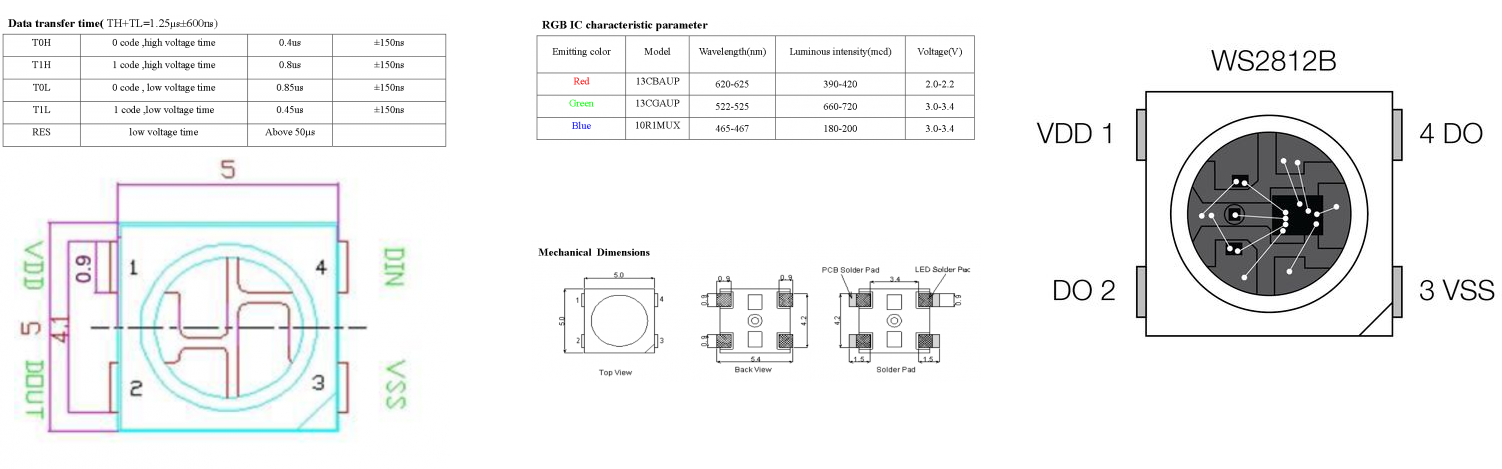 Data transfer time( TH+TL=1.25μs±600ns)
T0H 0 code ,high voltage time 0.4us ±150ns
T1H 1 code ,high voltage time 0.8us ±150ns
T0L 0 code , low voltage time 0.85us ±150ns
T1L 1 code ,low voltage time 0.45us ±150ns
RES low voltage time Above 50μs
5
VDD
0.9
1
4
DIN
5
4.1
DOUT
2
3
VSS
RGB IC characteristic parameter
Emitting color Model Wavelength(nm) Luminous intensity(mcd) Voltage(V)
Red 13CBAUP 620-625 390-420 2.0-2.2
Green 13CGAUP 522-525 660-720 3.0-3.4
Blue 10R1MUX 465-467 180-200 3.0-3.4
Mechanical Dimensions
5.0
5.0
1
4
2
3
Top View
0.9
0.9
0.9
0.9
4.2
5.4
Back View
PCB Solder Pad
LED Solder Pac
3.4
0.9
4.2
4.2
1.5
1.5
Solder Pad
WS2812B
VDD 1
4 DO
DO 2
3 VSS